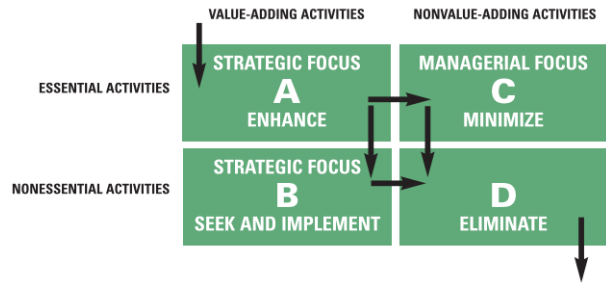 VALUE-ADDING ACTIVITIES
NONVALUE-ADDING ACTIVITIES
ESSENTIAL ACTIVITIES
STRATEGIC FOCUS
A
ENHANCE
MANAGERIAL FOCUS
C
MINIMIZE
NONESSENTIAL ACTIVITIES
STRATEGIC FOCUS
B
SEEK AND IMPLEMENT
D
ELIMINATE